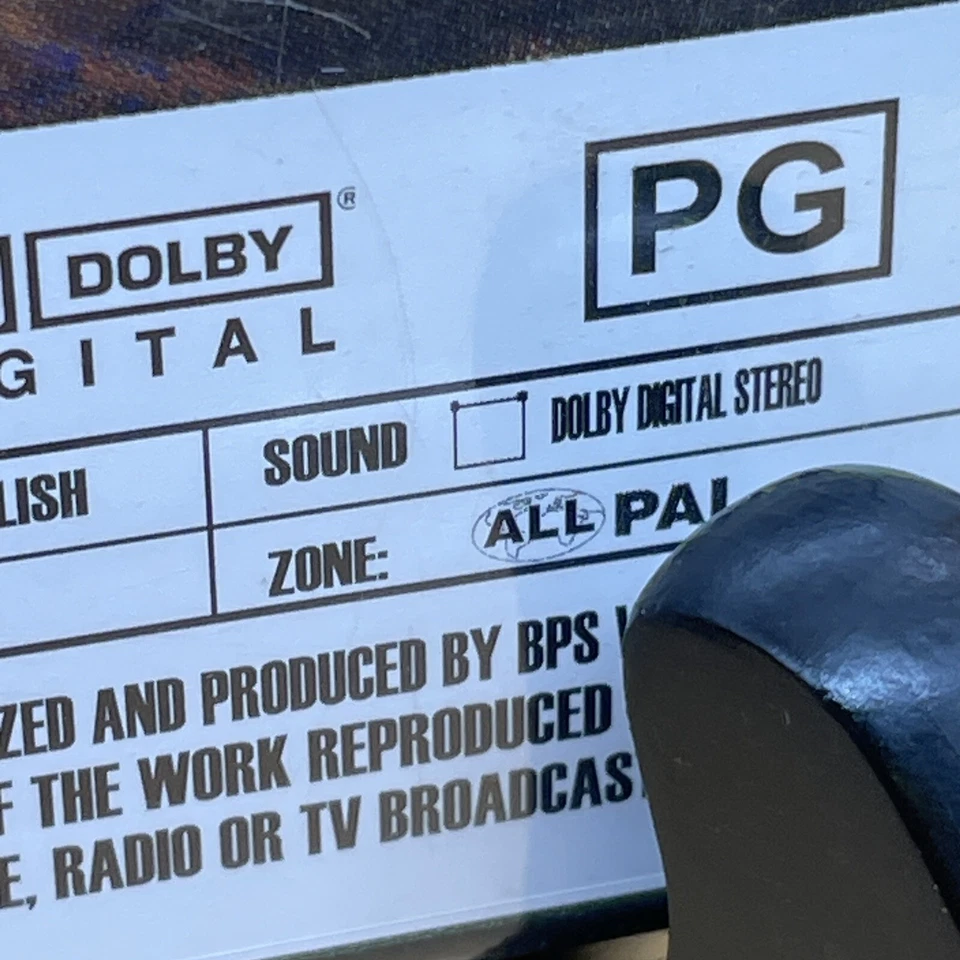 DOLBY ®
GITAL
PG
LISH
SOUND DOLBY DIGITAL STEREO
ZONE: ALL PAL
ZED AND PRODUCED BY BPS
F THE WORK REPRODUCED
E, RADIO OR TV BROADCAS